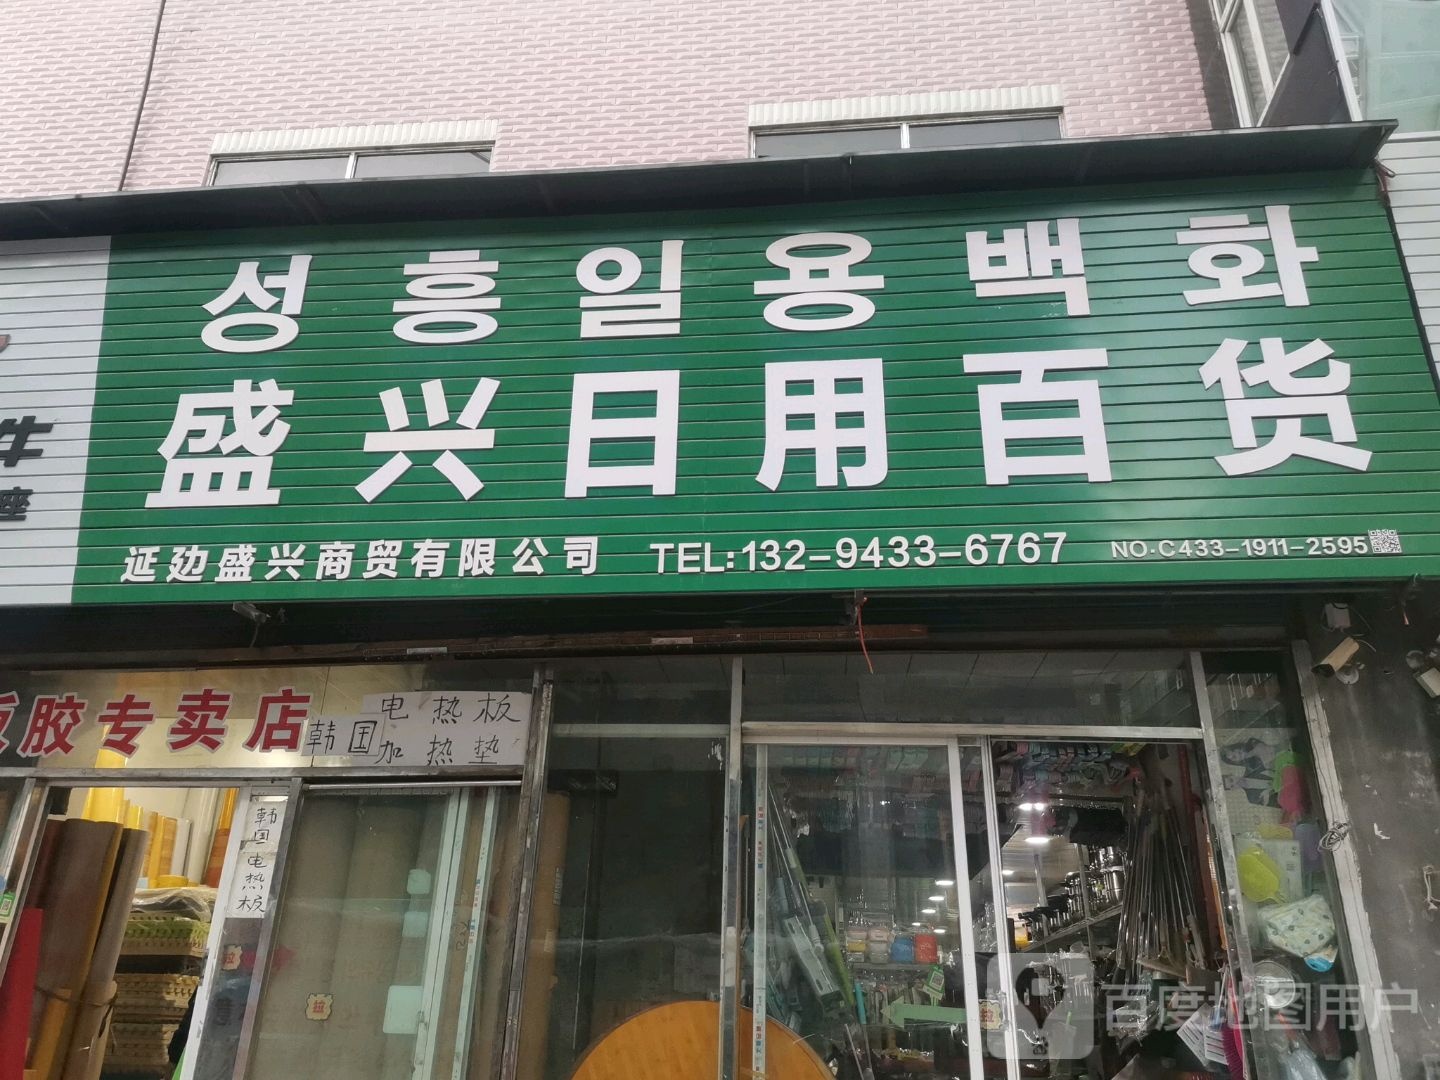 성흥일용백화
盛兴日用百货
延边盛兴商贸有限公司 TEL:132-9433-6767 NO.C433-1911-2595
牛
座
胶专卖店
电热板
韩国加热垫
韩国电热板
百度地图用户